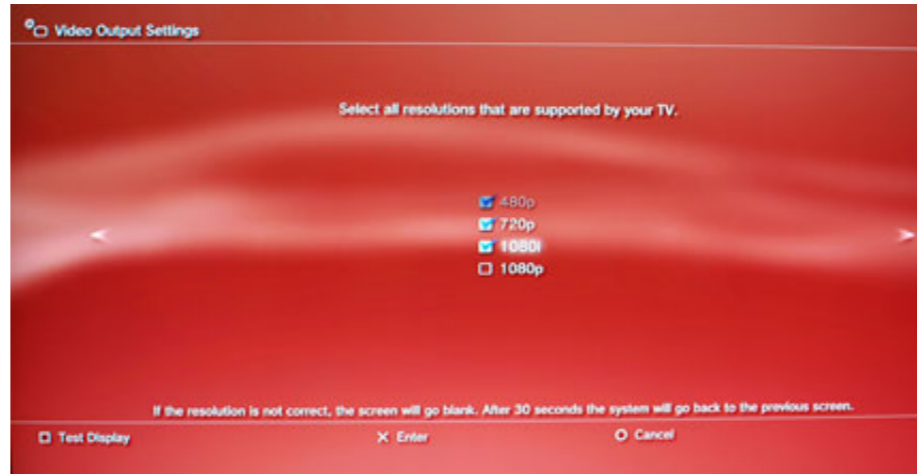 Video Output Settings
Select all resolutions that are supported by your TV.
480p
720p
1080i
1080p
If the resolution is not correct, the screen will go blank. After 30 seconds the system will go back to the previous screen.
Test Display Enter Cancel